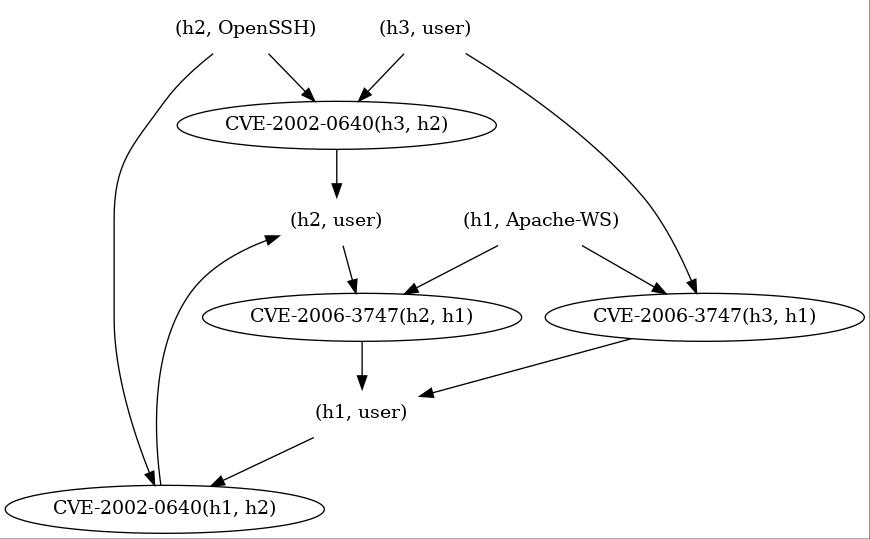 (h2, OpenSSH)
(h3, user)
CVE-2002-0640(h3, h2)
(h2, user)
(h1, Apache-WS)
CVE-2006-3747(h2, h1)
CVE-2006-3747(h3, h1)
(h1, user)
CVE-2002-0640(h1, h2)